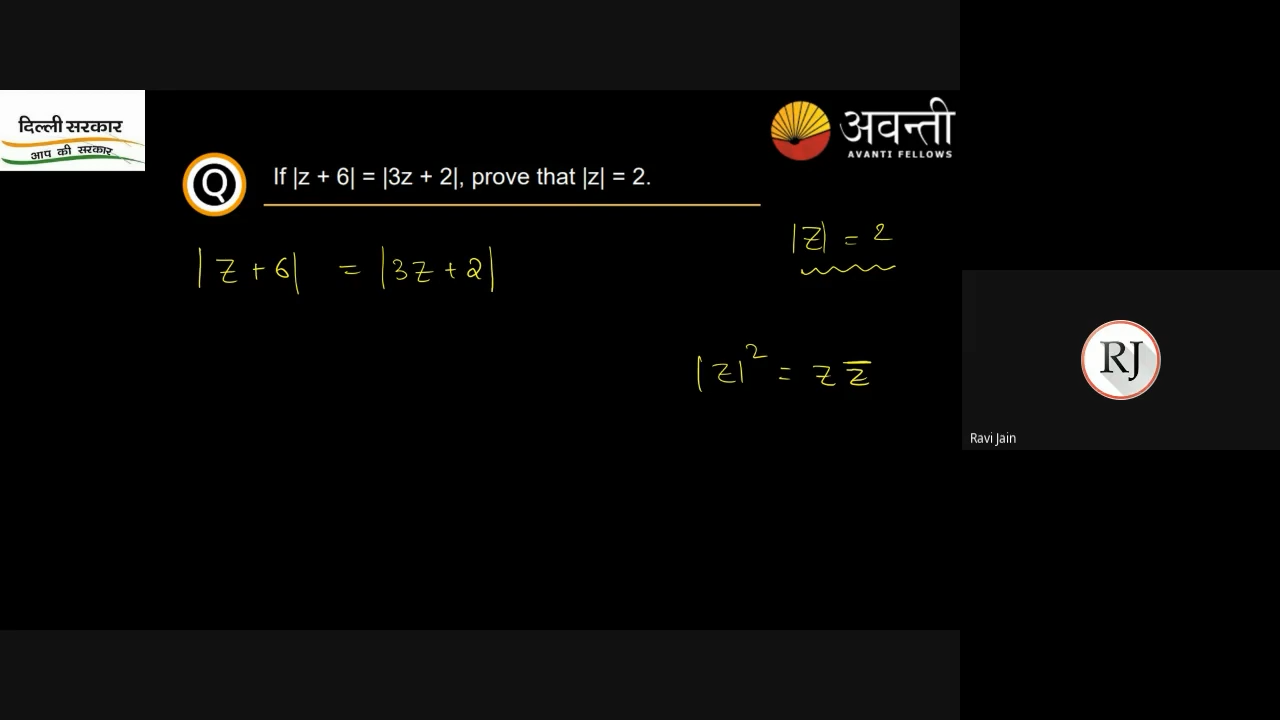 दिल्ली सरकार
आप की सरकार
अवन्ती
AVANTI FELLOWS
Q
If |z + 6| = |3z + 2|, prove that |z| = 2.
|z| = 2
|z + 6| = |3z + 2|
|z|² = z z̅
RJ
Ravi Jain